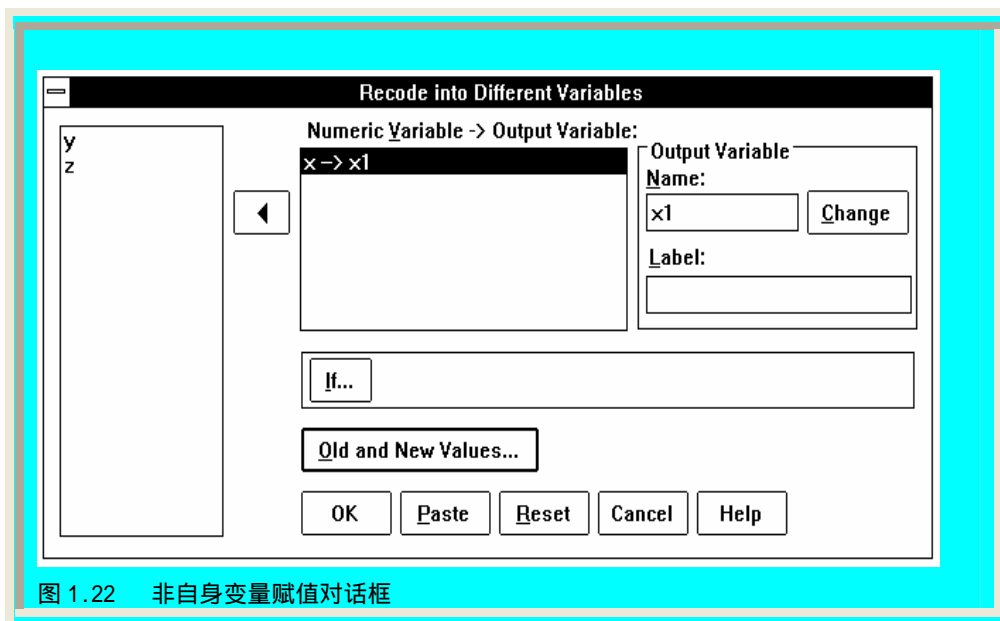 Recode into Different Variables
y
z
Numeric Variable -> Output Variable:
x -> x1
Output Variable
Name:
x1
Change
Label:
If...
Old and New Values...
OK
Paste
Reset
Cancel
Help
图 1.22 非自身变量赋值对话框